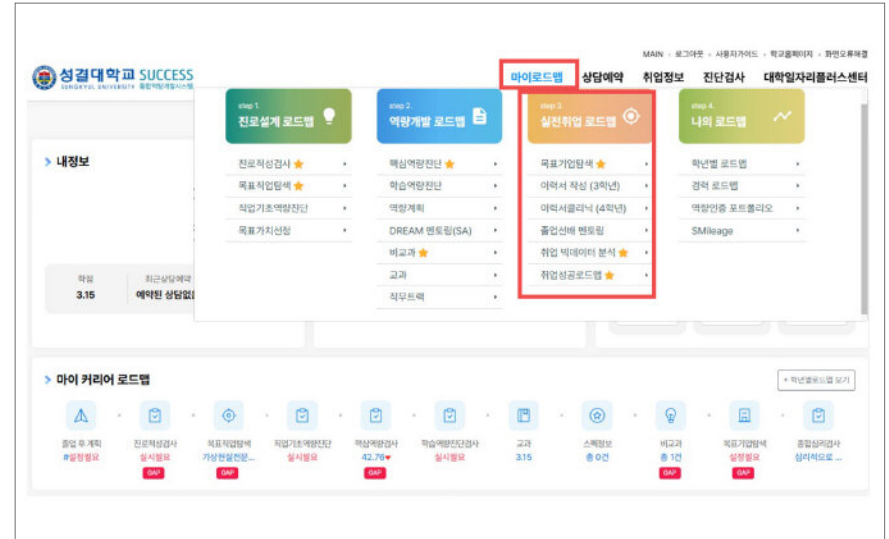 MAIN · 로그아웃 · 사용자가이드 · 학교홈페이지 · 화면오류해결
성결대학교 SUCCESS
SUNGKYUL UNIVERSITY 종합역량개발시스템
마이로드맵 상담예약 취업정보 진단검사 대학일자리플러스센터
step 1. step 2. step 3. step 4.
진로설계 로드맵 역량개발 로드맵 실전취업 로드맵 나의 로드맵
내정보
진로적성검사 핵심역량진단 목표기업탐색 학년별 로드맵
목표직업탐색 학습역량진단 이력서 작성 (3학년) 경력 로드맵
직업기초역량진단 역량계획 이력서클리닉 (4학년) 역량인증 포트폴리오
목표가치선정 DREAM 멘토링(SA) 졸업선배 멘토링 SMileage
비교과 취업 빅데이터 분석
교과 취업성공로드맵
직무트랙
학점 최근상담예약
3.15 예약된 상담없음
마이 커리어 로드맵
+ 학년별로드맵 보기
졸업 후 계획 진로적성검사 목표직업탐색 직업기초역량진단 핵심역량검사 학습역량진단검사 교과 스펙정보 비교과 목표기업탐색 종합심리검사
#설정필요 실시필요 가상현실전문... 실시필요 42.76▾ 실시필요 3.15 총 0건 총 1건 설정필요 심리적으로 ...
GAP GAP GAP GAP GAP